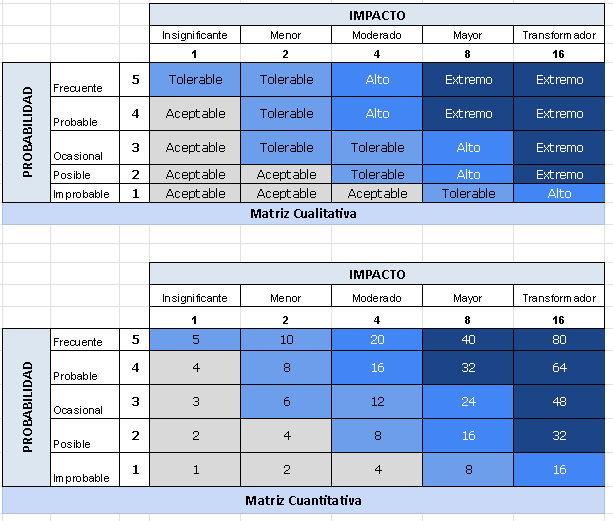 IMPACTO
Insignificante Menor Moderado Mayor Transformador
1 2 4 8 16
PROBABILIDAD
Frecuente 5 Tolerable Tolerable Alto Extremo Extremo
Probable 4 Aceptable Tolerable Alto Extremo Extremo
Ocasional 3 Aceptable Tolerable Tolerable Alto Extremo
Posible 2 Aceptable Aceptable Tolerable Alto Extremo
Improbable 1 Aceptable Aceptable Aceptable Tolerable Alto
Matriz Cualitativa
IMPACTO
Insignificante Menor Moderado Mayor Transformador
1 2 4 8 16
PROBABILIDAD
Frecuente 5 5 10 20 40 80
Probable 4 4 8 16 32 64
Ocasional 3 3 6 12 24 48
Posible 2 2 4 8 16 32
Improbable 1 1 2 4 8 16
Matriz Cuantitativa